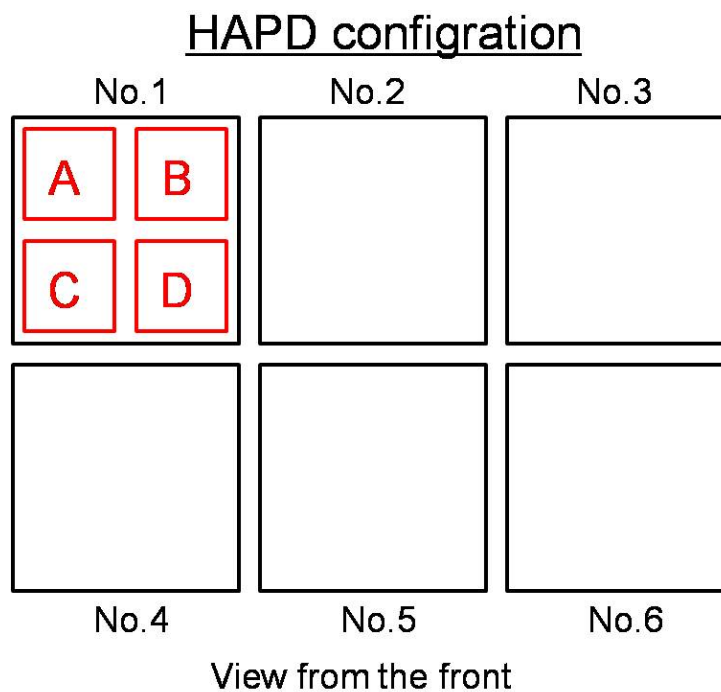 HAPD configration
No.1 No.2 No.3
A B
C D
No.4 No.5 No.6
View from the front